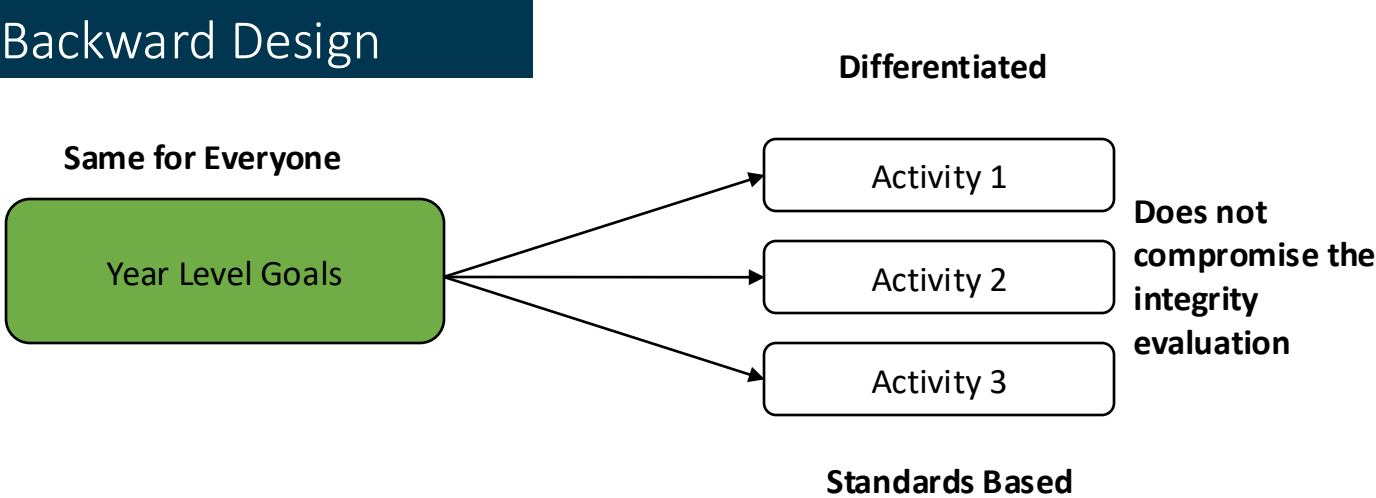 Backward Design
Differentiated
Same for Everyone
Year Level Goals
Activity 1
Activity 2
Activity 3
Does not
compromise the
integrity
evaluation
Standards Based